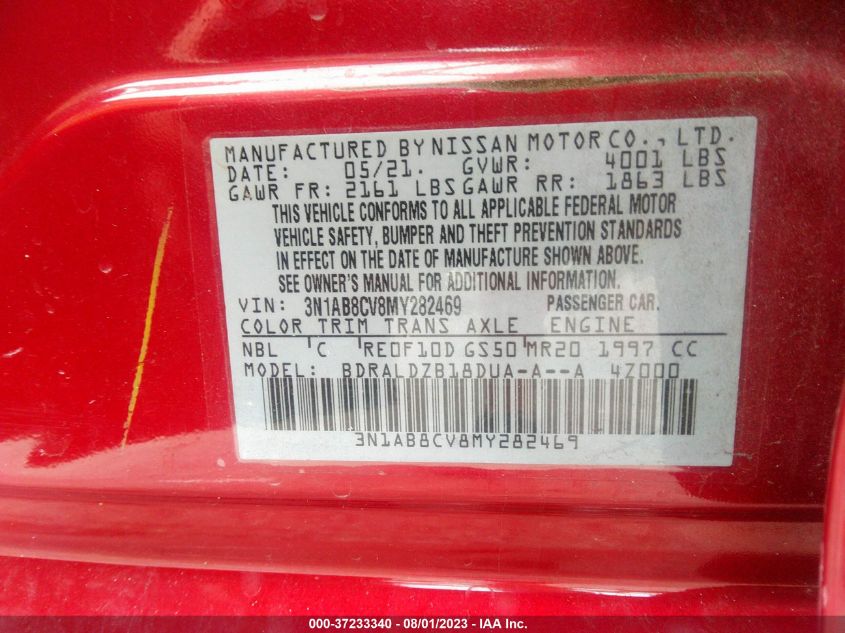 MANUFACTURED BY NISSAN MOTOR CO., LTD.
DATE: 05/21. GVWR: 4001 LBS
GAWR FR: 2161 LBS GAWR RR: 1863 LBS
THIS VEHICLE CONFORMS TO ALL APPLICABLE FEDERAL MOTOR
VEHICLE SAFETY, BUMPER AND THEFT PREVENTION STANDARDS
IN EFFECT ON THE DATE OF MANUFACTURE SHOWN ABOVE.
SEE OWNER'S MANUAL FOR ADDITIONAL INFORMATION.
VIN: 3N1AB8CV8MY282469 PASSENGER CAR.
COLOR TRIM TRANS AXLE ENGINE
NBL C RE0F10D GS50 MR20 1997 CC
MODEL: BDRALDZB18DUA-A--A 4Z000
3N1AB8CV8MY282469
000-37233340 - 08/01/2023 - IAA Inc.